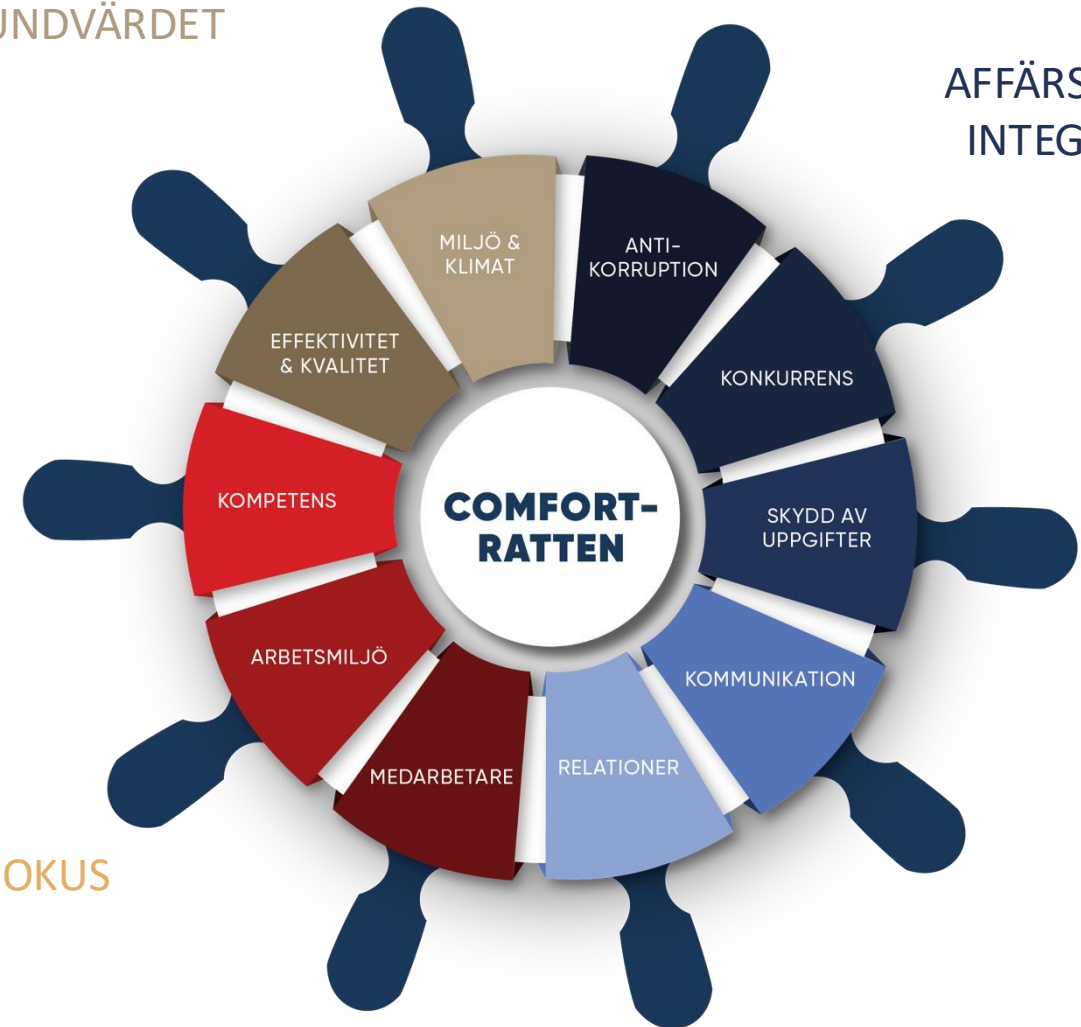 UNDVÄRDET
AFFÄRS
INTEG
MILJÖ &
KLIMAT
ANTI-
KORRUPTION
EFFEKTIVITET
& KVALITET
KONKURRENS
KOMPETENS
COMFORT-
RATTEN
SKYDD AV
UPPGIFTER
ARBETSMILJÖ
KOMMUNIKATION
MEDARBETARE
RELATIONER
OKUS